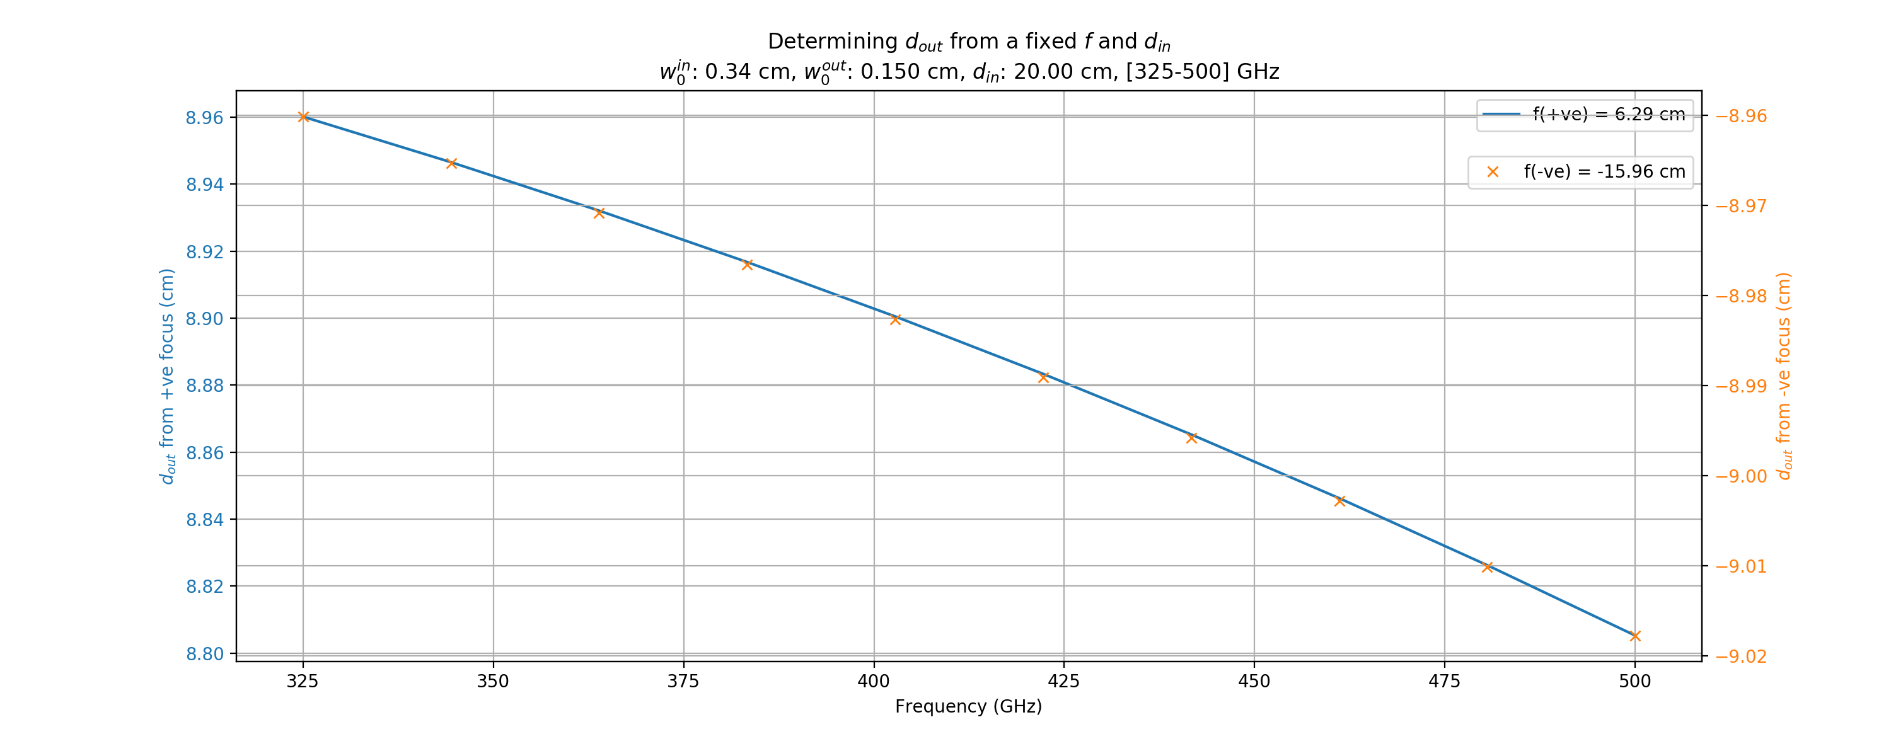 Determining d_out from a fixed f and d_in
w_0^in: 0.34 cm, w_0^out: 0.150 cm, d_in: 20.00 cm, [325-500] GHz
f(+ve) = 6.29 cm
f(-ve) = -15.96 cm
d_out from +ve focus (cm)
8.96
8.94
8.92
8.90
8.88
8.86
8.84
8.82
8.80
−8.96
−8.97
−8.98
−8.99
−9.00
−9.01
−9.02
d_out from -ve focus (cm)
325 350 375 400 425 450 475 500
Frequency (GHz)